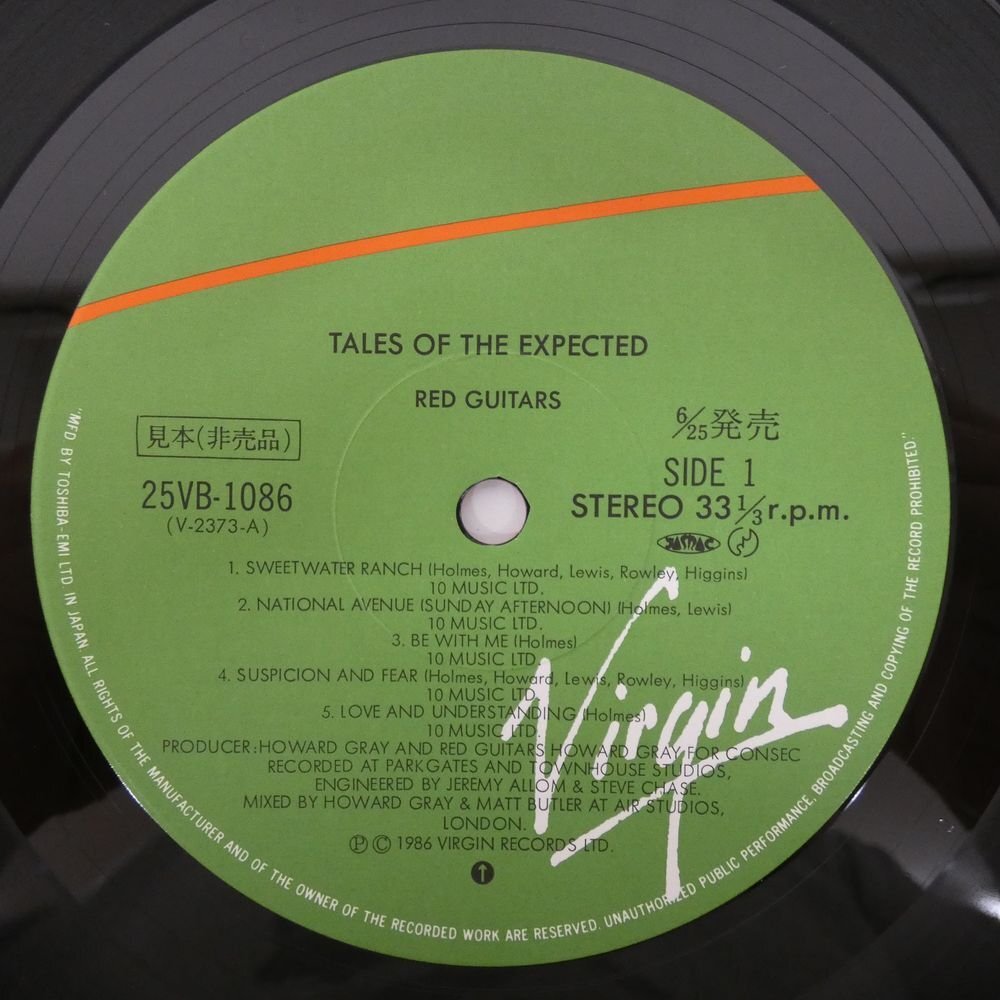 TALES OF THE EXPECTED
RED GUITARS
見本(非売品)
6/25発売
25VB-1086
(V-2373-A)
SIDE 1
STEREO 33 1/3 r.p.m.
1. SWEETWATER RANCH (Holmes, Howard, Lewis, Rowley, Higgins)
10 MUSIC LTD.
2. NATIONAL AVENUE (SUNDAY AFTERNOON) (Holmes, Lewis)
10 MUSIC LTD.
3. BE WITH ME (Holmes)
10 MUSIC LTD.
4. SUSPICION AND FEAR (Holmes, Howard, Lewis, Rowley, Higgins)
10 MUSIC LTD.
5. LOVE AND UNDERSTANDING (Holmes)
10 MUSIC LTD.
PRODUCER:HOWARD GRAY AND RED GUITARS HOWARD GRAY FOR CONSEC
RECORDED AT PARKGATES AND TOWNHOUSE STUDIOS,
ENGINEERED BY JEREMY ALLOM & STEVE CHASE.
MIXED BY HOWARD GRAY & MATT BUTLER AT AIR STUDIOS,
LONDON.
Ⓟ © 1986 VIRGIN RECORDS LTD.
Virgin
"MFD. BY TOSHIBA-EMI LTD. IN JAPAN. ALL RIGHTS OF THE MANUFACTURER AND OF THE OWNER OF THE RECORDED WORK ARE RESERVED. UNAUTHORIZED PUBLIC PERFORMANCE, BROADCASTING AND COPYING OF THE RECORD PROHIBITED."